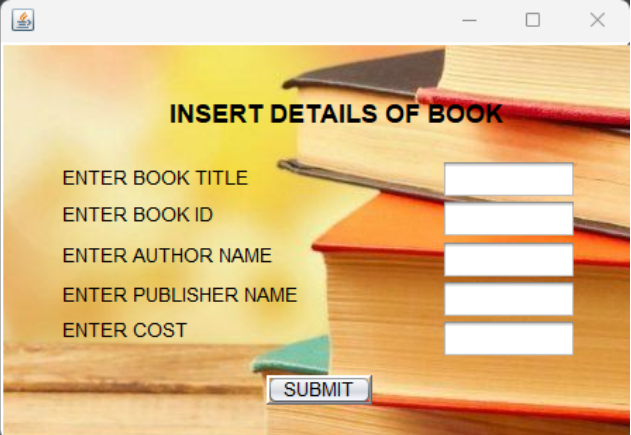 INSERT DETAILS OF BOOK
ENTER BOOK TITLE
ENTER BOOK ID
ENTER AUTHOR NAME
ENTER PUBLISHER NAME
ENTER COST
SUBMIT